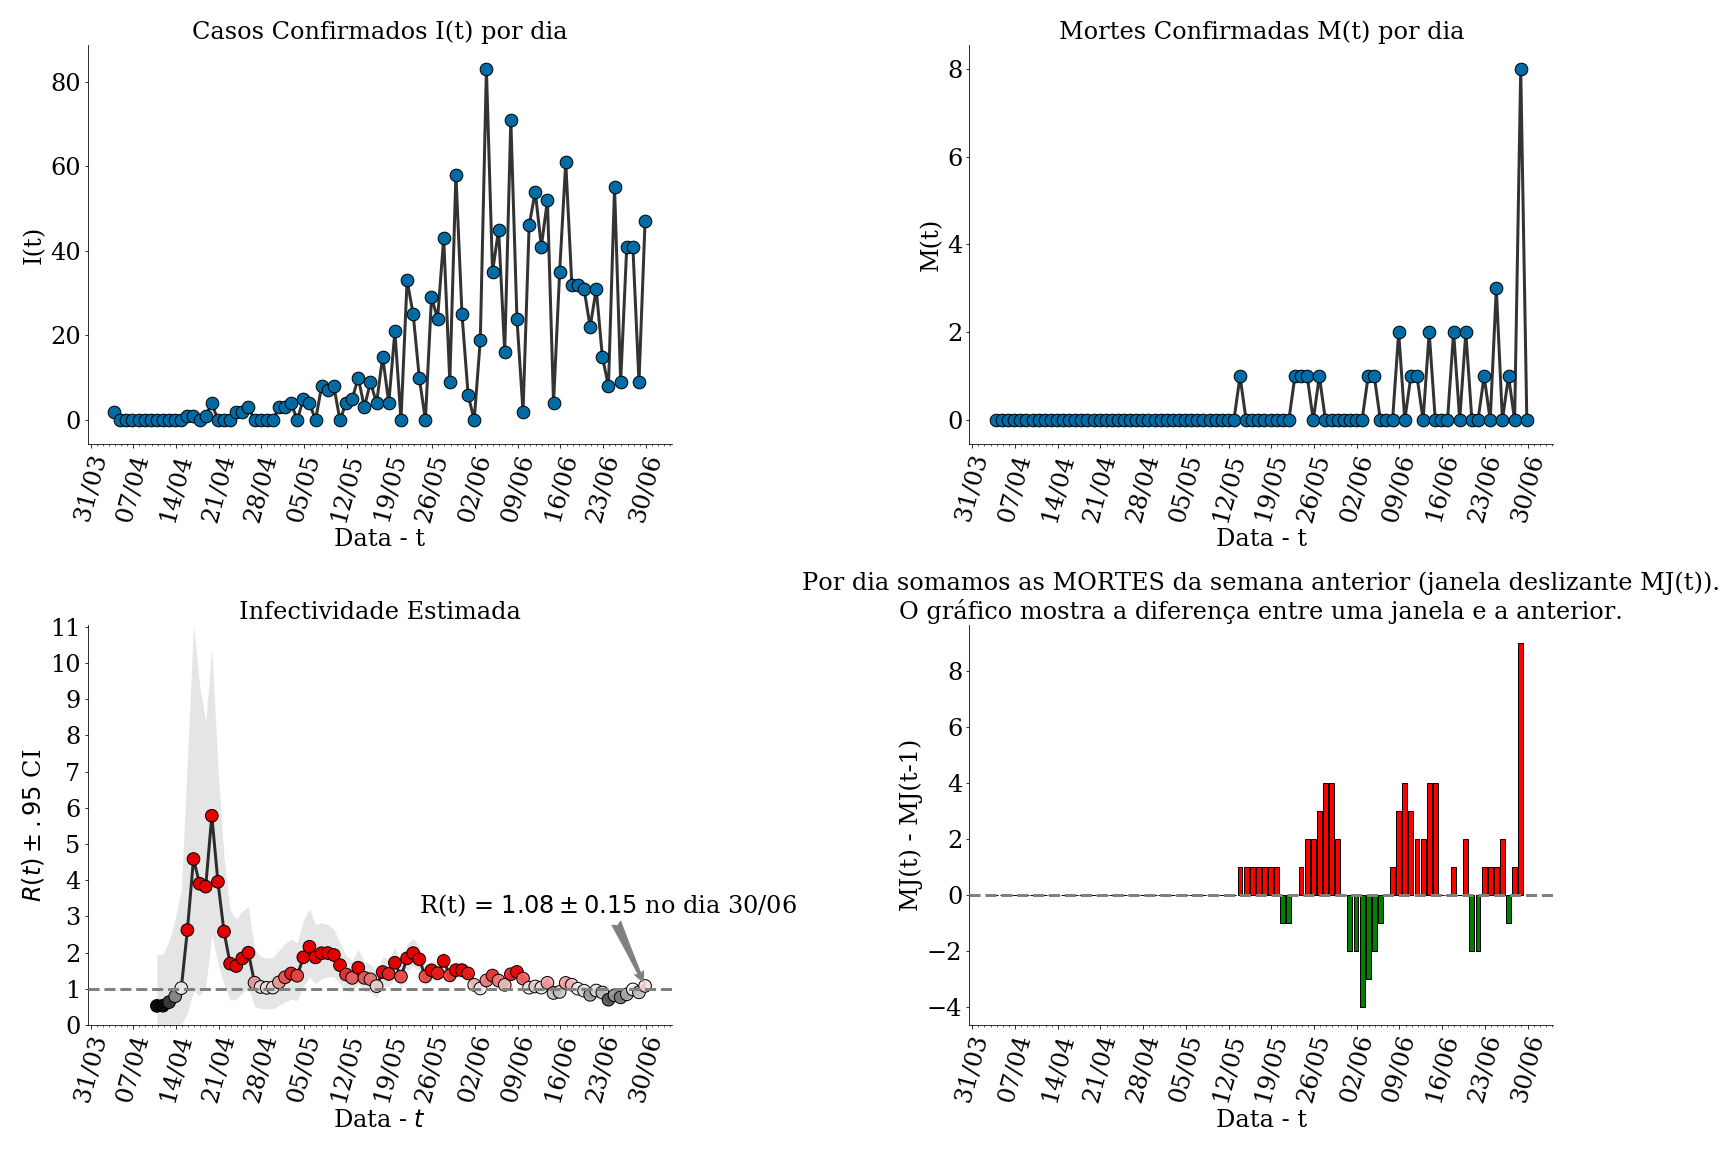 Casos Confirmados I(t) por dia
I(t)
80
60
40
20
0
31/03 07/04 14/04 21/04 28/04 05/05 12/05 19/05 26/05 02/06 09/06 16/06 23/06 30/06
Data - t
Mortes Confirmadas M(t) por dia
M(t)
8
6
4
2
0
31/03 07/04 14/04 21/04 28/04 05/05 12/05 19/05 26/05 02/06 09/06 16/06 23/06 30/06
Data - t
Infectividade Estimada
R(t) ± .95 CI
11
10
9
8
7
6
5
4
3
2
1
0
R(t) = 1.08 ± 0.15 no dia 30/06
31/03 07/04 14/04 21/04 28/04 05/05 12/05 19/05 26/05 02/06 09/06 16/06 23/06 30/06
Data - t
Por dia somamos as MORTES da semana anterior (janela deslizante MJ(t)).
O gráfico mostra a diferença entre uma janela e a anterior.
MJ(t) - MJ(t-1)
8
6
4
2
0
−2
−4
31/03 07/04 14/04 21/04 28/04 05/05 12/05 19/05 26/05 02/06 09/06 16/06 23/06 30/06
Data - t